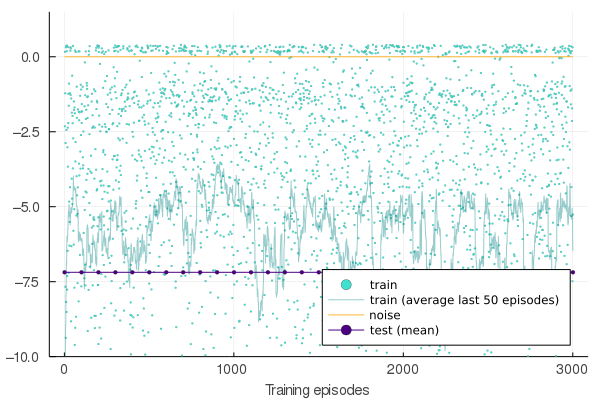 0.0
−2.5
−5.0
−7.5
−10.0
train
train (average last 50 episodes)
noise
test (mean)
0 1000 2000 3000
Training episodes